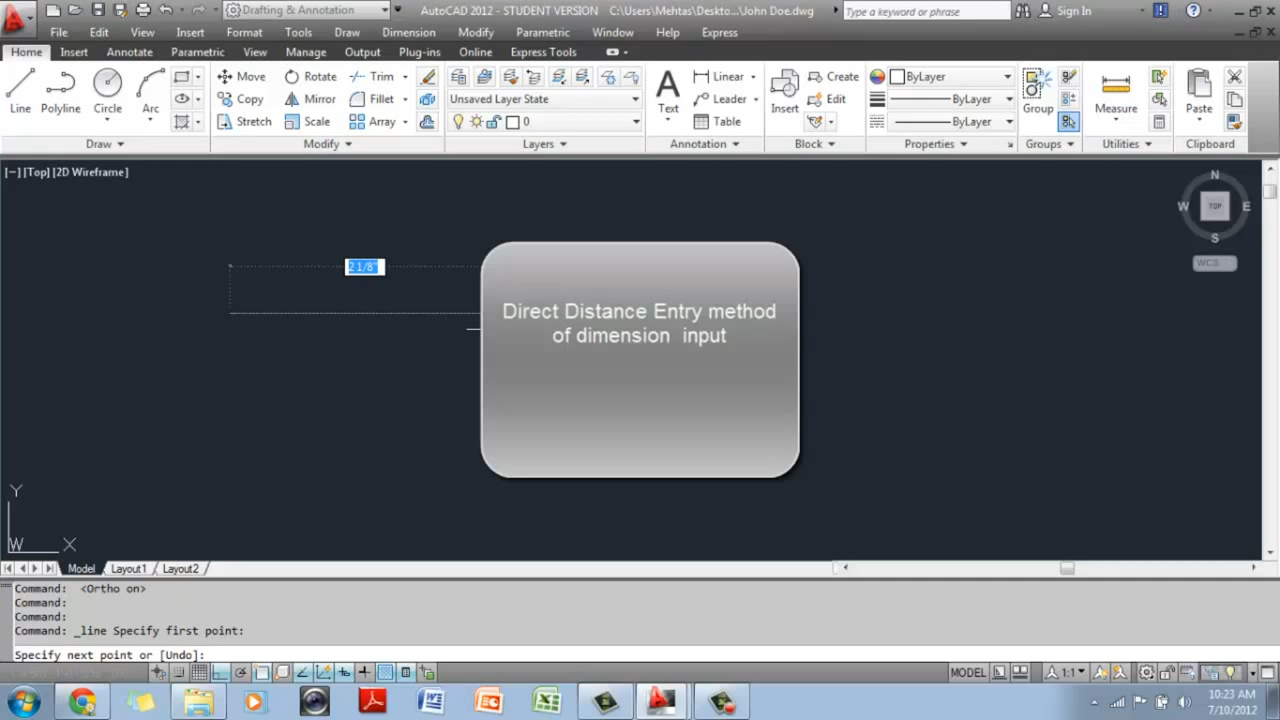 Drafting & Annotation
AutoCAD 2012 - STUDENT VERSION C:\Users\Mehtas\Deskto...\John Doe.dwg
Type a keyword or phrase
Sign In
File Edit View Insert Format Tools Draw Dimension Modify Parametric Window Help Express
Home Insert Annotate Parametric View Manage Output Plug-ins Online Express Tools
Line Polyline Circle Arc
Move Rotate Trim
Copy Mirror Fillet
Stretch Scale Array
Unsaved Layer State
0
Text
Linear
Leader
Table
Insert
Create
Edit
ByLayer
ByLayer
ByLayer
Group
Measure
Paste
Draw Modify Layers Annotation Block Properties Groups Utilities Clipboard
[−] [Top] [2D Wireframe]
N
W TOP E
S
WCS
2 1/8"
Direct Distance Entry method
of dimension input
Y
W X
Model Layout1 Layout2
Command: <Ortho on>
Command:
Command:
Command: _line Specify first point:
Specify next point or [Undo]:
MODEL
1:1
10:23 AM
7/10/2012